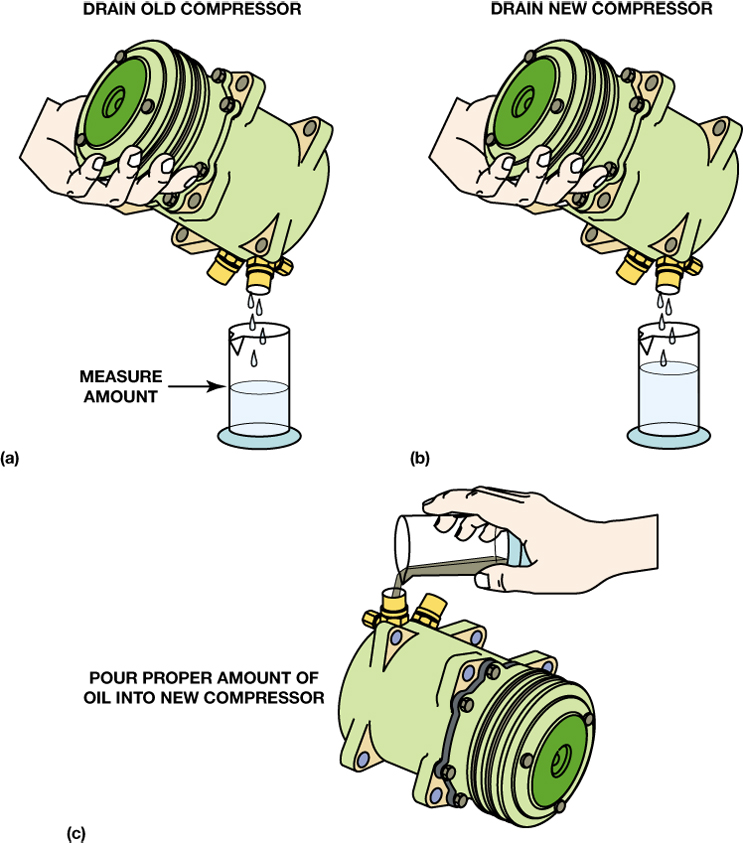 DRAIN OLD COMPRESSOR
DRAIN NEW COMPRESSOR
MEASURE
AMOUNT
(a)
(b)
POUR PROPER AMOUNT OF
OIL INTO NEW COMPRESSOR
(c)